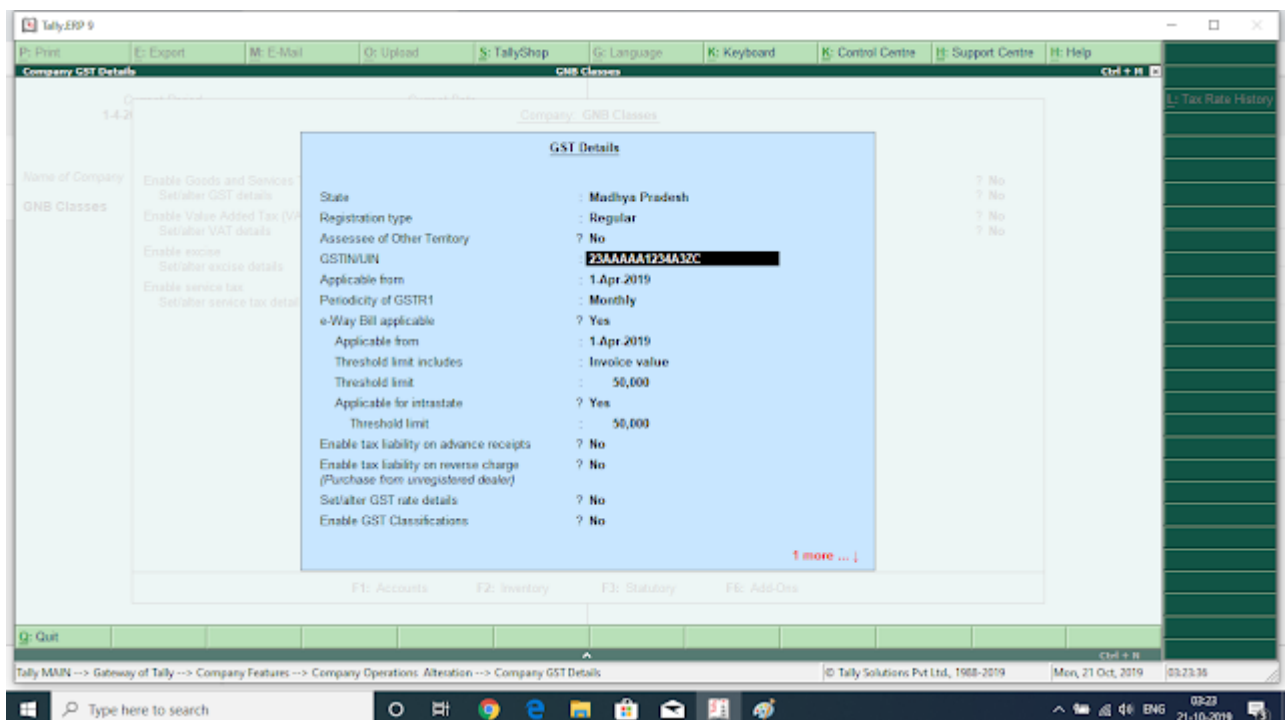 Tally.ERP 9
P: Print E: Export M: E-Mail O: Upload S: TallyShop G: Language K: Keyboard K: Control Centre H: Support Centre H: Help
Company GST Details GNB Classes Ctrl + M
L: Tax Rate History
1-4-2
Company: GNB Classes
GST Details
Name of Company
GNB Classes
Enable Goods and Services ? No
Set/alter GST details ? No
Enable Value Added Tax (VA ? No
Set/alter VAT details ? No
Enable excise
Set/alter excise details
Enable service tax
Set/alter service tax detail
State : Madhya Pradesh
Registration type : Regular
Assessee of Other Territory ? No
GSTIN/UIN : 23AAAAA1234A3ZC
Applicable from : 1-Apr-2019
Periodicity of GSTR1 : Monthly
e-Way Bill applicable ? Yes
Applicable from : 1-Apr-2019
Threshold limit includes : Invoice value
Threshold limit : 50,000
Applicable for intrastate ? Yes
Threshold limit : 50,000
Enable tax liability on advance receipts ? No
Enable tax liability on reverse charge ? No
(Purchase from unregistered dealer)
Set/alter GST rate details ? No
Enable GST Classifications ? No
1 more ... ↓
F1: Accounts F2: Inventory F3: Statutory F6: Add-Ons
Q: Quit
Ctrl + N
Tally MAIN --> Gateway of Tally --> Company Features --> Company Operations Alteration --> Company GST Details © Tally Solutions Pvt Ltd., 1988-2019 Mon, 21 Oct, 2019 03:23:36
Type here to search ENG 03:23
21-10-2019